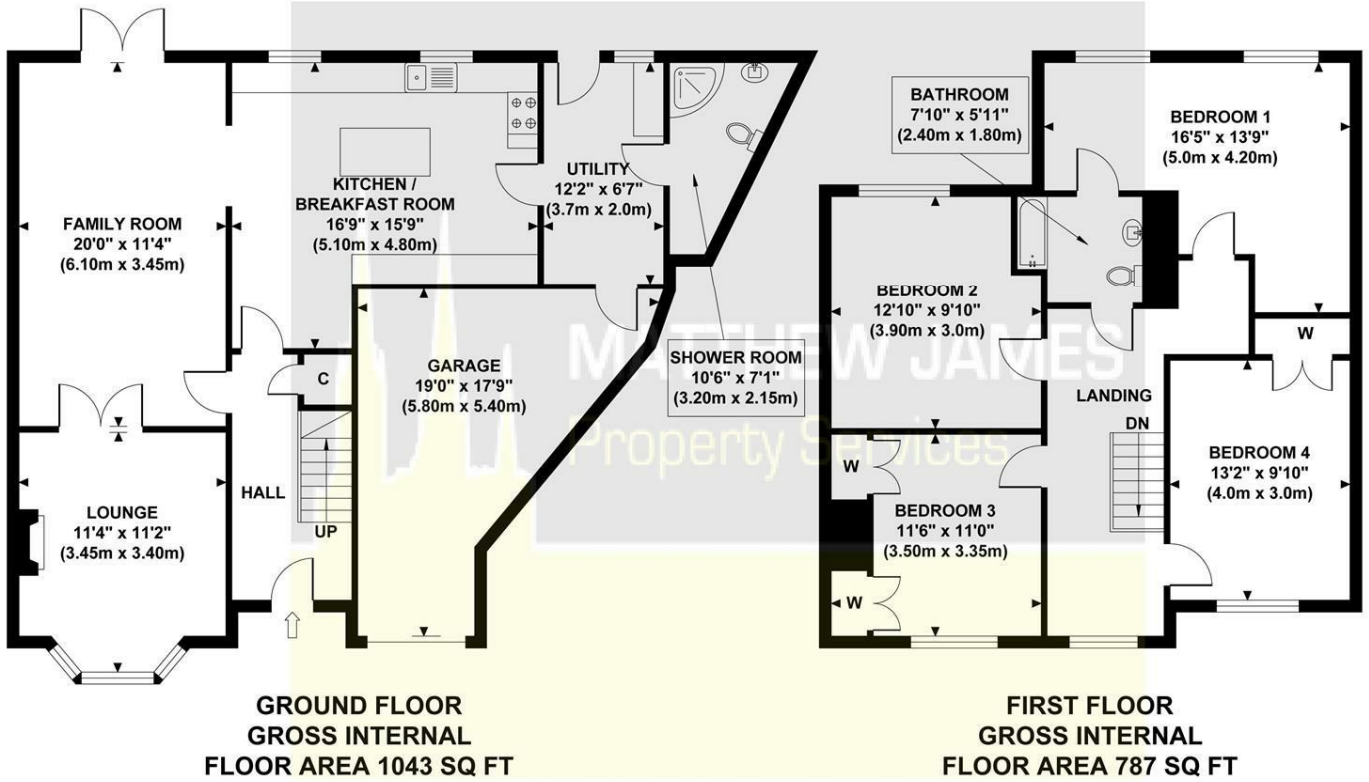 FAMILY ROOM
20'0" x 11'4"
(6.10m x 3.45m)
KITCHEN /
BREAKFAST ROOM
16'9" x 15'9"
(5.10m x 4.80m)
UTILITY
12'2" x 6'7"
(3.7m x 2.0m)
SHOWER ROOM
10'6" x 7'1"
(3.20m x 2.15m)
GARAGE
19'0" x 17'9"
(5.80m x 5.40m)
C
HALL
UP
LOUNGE
11'4" x 11'2"
(3.45m x 3.40m)
GROUND FLOOR
GROSS INTERNAL
FLOOR AREA 1043 SQ FT
BATHROOM
7'10" x 5'11"
(2.40m x 1.80m)
BEDROOM 1
16'5" x 13'9"
(5.0m x 4.20m)
BEDROOM 2
12'10" x 9'10"
(3.90m x 3.0m)
W
LANDING
DN
BEDROOM 4
13'2" x 9'10"
(4.0m x 3.0m)
W
BEDROOM 3
11'6" x 11'0"
(3.50m x 3.35m)
W
FIRST FLOOR
GROSS INTERNAL
FLOOR AREA 787 SQ FT
MATTHEW JAMES
Property Services